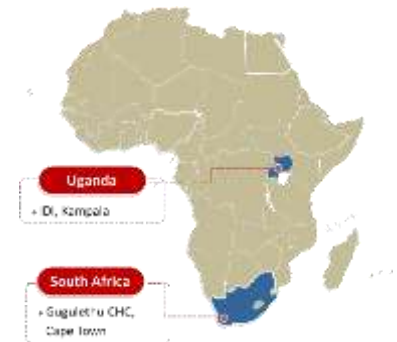 Uganda
• IDI, Kampala
South Africa
• Gugulethu CHC,
Cape Town